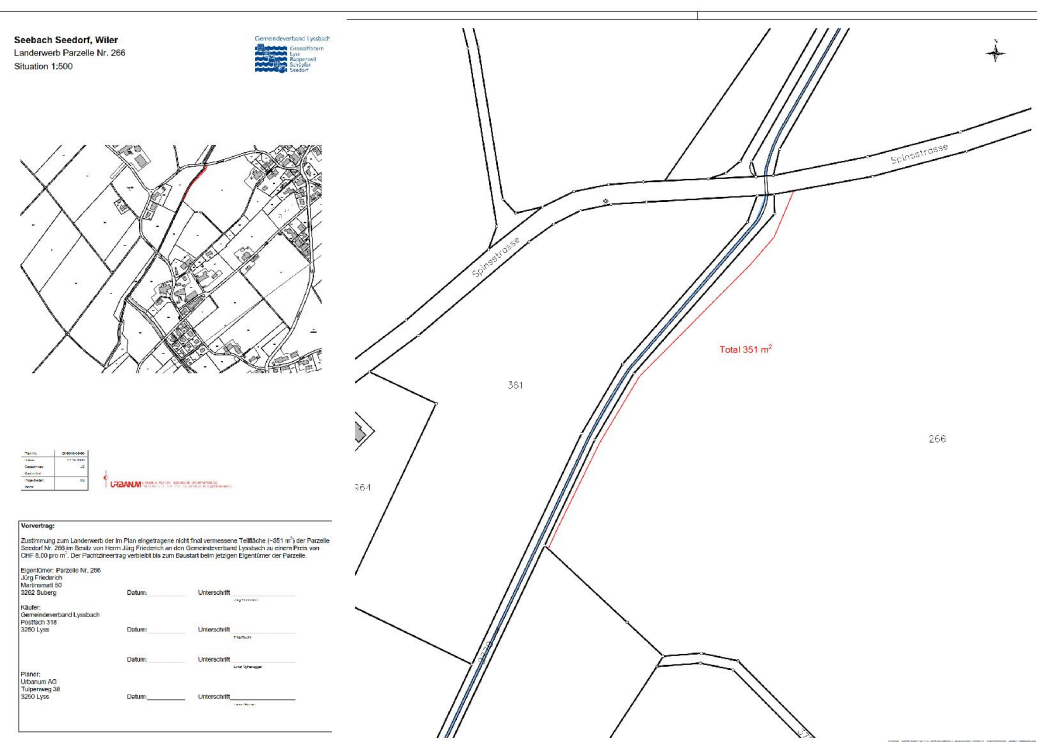 Seebach Seedorf, Wiler
Landerwerb Parzelle Nr. 266
Situation 1:500
Gemeindeverband Lyssbach
Grossaffoltern
Lyss
Rapperswil
Schüpfen
Seedorf
Spinsstrasse
Spinsstrasse
Total 351 m²
361
266
964
URBANUM
Vorvertrag:
Zustimmung zum Landerwerb der im Plan eingetragene nicht final vermessene Teilfläche (~351 m²) der Parzelle
Seedorf Nr. 266 im Besitz von Herrn Jürg Friederich an den Gemeindeverband Lyssbach zu einem Preis von
CHF 8.00 pro m². Der Pachtzinsertrag verbleibt bis zum Baustart beim jetzigen Eigentümer der Parzelle.
Eigentümer: Parzelle Nr. 266
Jürg Friederich
Martinsmatt 50
3262 Suberg Datum: Unterschrift
Käufer:
Gemeindeverband Lyssbach
Postfach 318
3250 Lyss Datum: Unterschrift
Datum: Unterschrift
Planer:
Urbanum AG
Tulpenweg 38
3250 Lyss Datum: Unterschrift